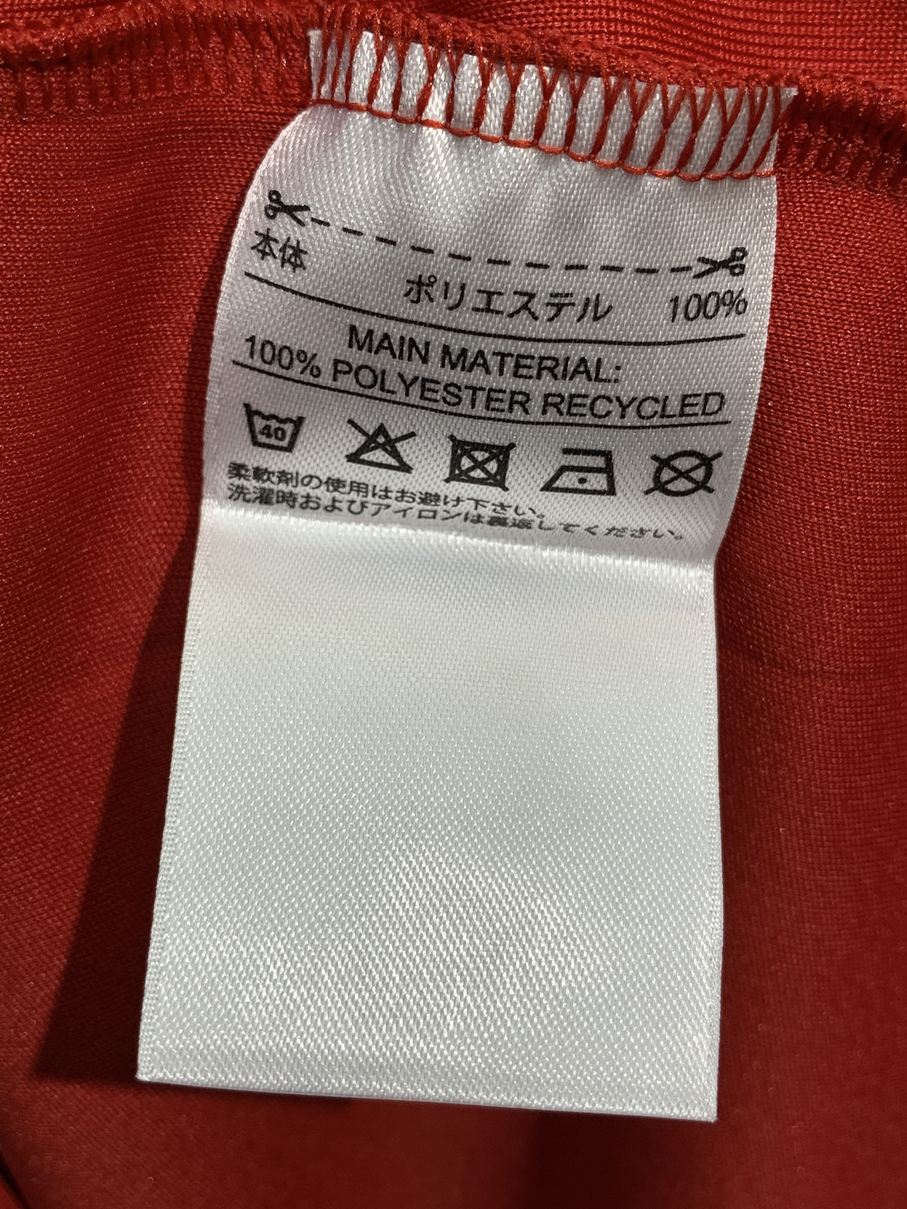 本体 ポリエステル 100%
MAIN MATERIAL:
100% POLYESTER RECYCLED
40
柔軟剤の使用はお避け下さい。
洗濯時およびアイロンは裏返してください。